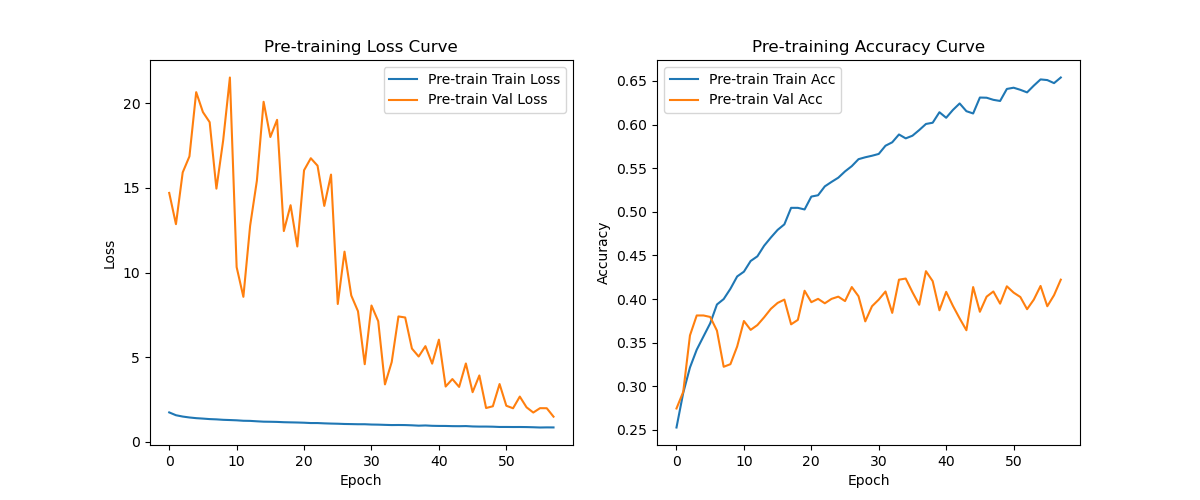 Pre-training Loss Curve
Pre-train Train Loss
Pre-train Val Loss
Loss
20
15
10
5
0
0 10 20 30 40 50
Epoch
Pre-training Accuracy Curve
Pre-train Train Acc
Pre-train Val Acc
Accuracy
0.65
0.60
0.55
0.50
0.45
0.40
0.35
0.30
0.25
0 10 20 30 40 50
Epoch